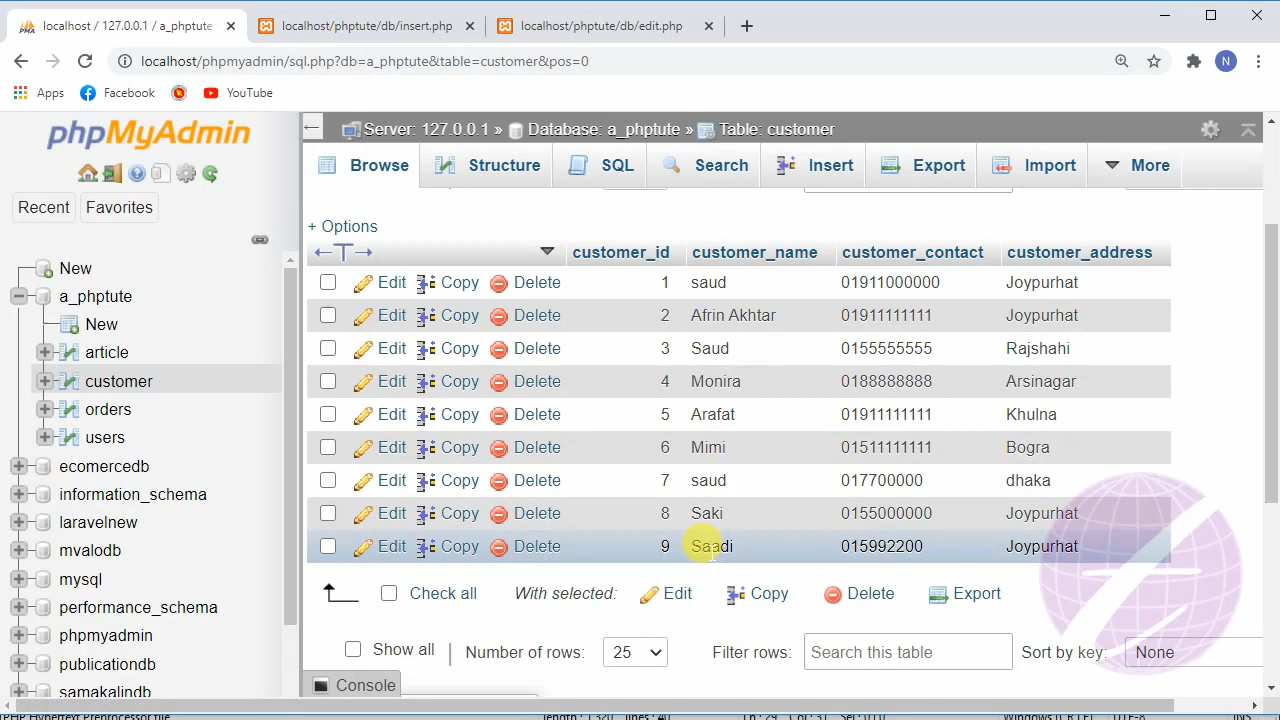 localhost / 127.0.0.1 / a_phptute
localhost/phptute/db/insert.php
localhost/phptute/db/edit.php
localhost/phpmyadmin/sql.php?db=a_phptute&table=customer&pos=0
N
Apps Facebook YouTube
phpMyAdmin
Recent Favorites
New
a_phptute
New
article
customer
orders
users
ecomercedb
information_schema
laravelnew
mvalodb
mysql
performance_schema
phpmyadmin
publicationdb
samakalindb
Server: 127.0.0.1 » Database: a_phptute » Table: customer
Browse Structure SQL Search Insert Export Import More
+ Options
customer_id customer_name customer_contact customer_address
Edit Copy Delete 1 saud 01911000000 Joypurhat
Edit Copy Delete 2 Afrin Akhtar 01911111111 Joypurhat
Edit Copy Delete 3 Saud 0155555555 Rajshahi
Edit Copy Delete 4 Monira 0188888888 Arsinagar
Edit Copy Delete 5 Arafat 01911111111 Khulna
Edit Copy Delete 6 Mimi 01511111111 Bogra
Edit Copy Delete 7 saud 017700000 dhaka
Edit Copy Delete 8 Saki 0155000000 Joypurhat
Edit Copy Delete 9 Saadi 015992200 Joypurhat
Check all With selected: Edit Copy Delete Export
Show all Number of rows: 25 Filter rows: Search this table Sort by key: None
Console